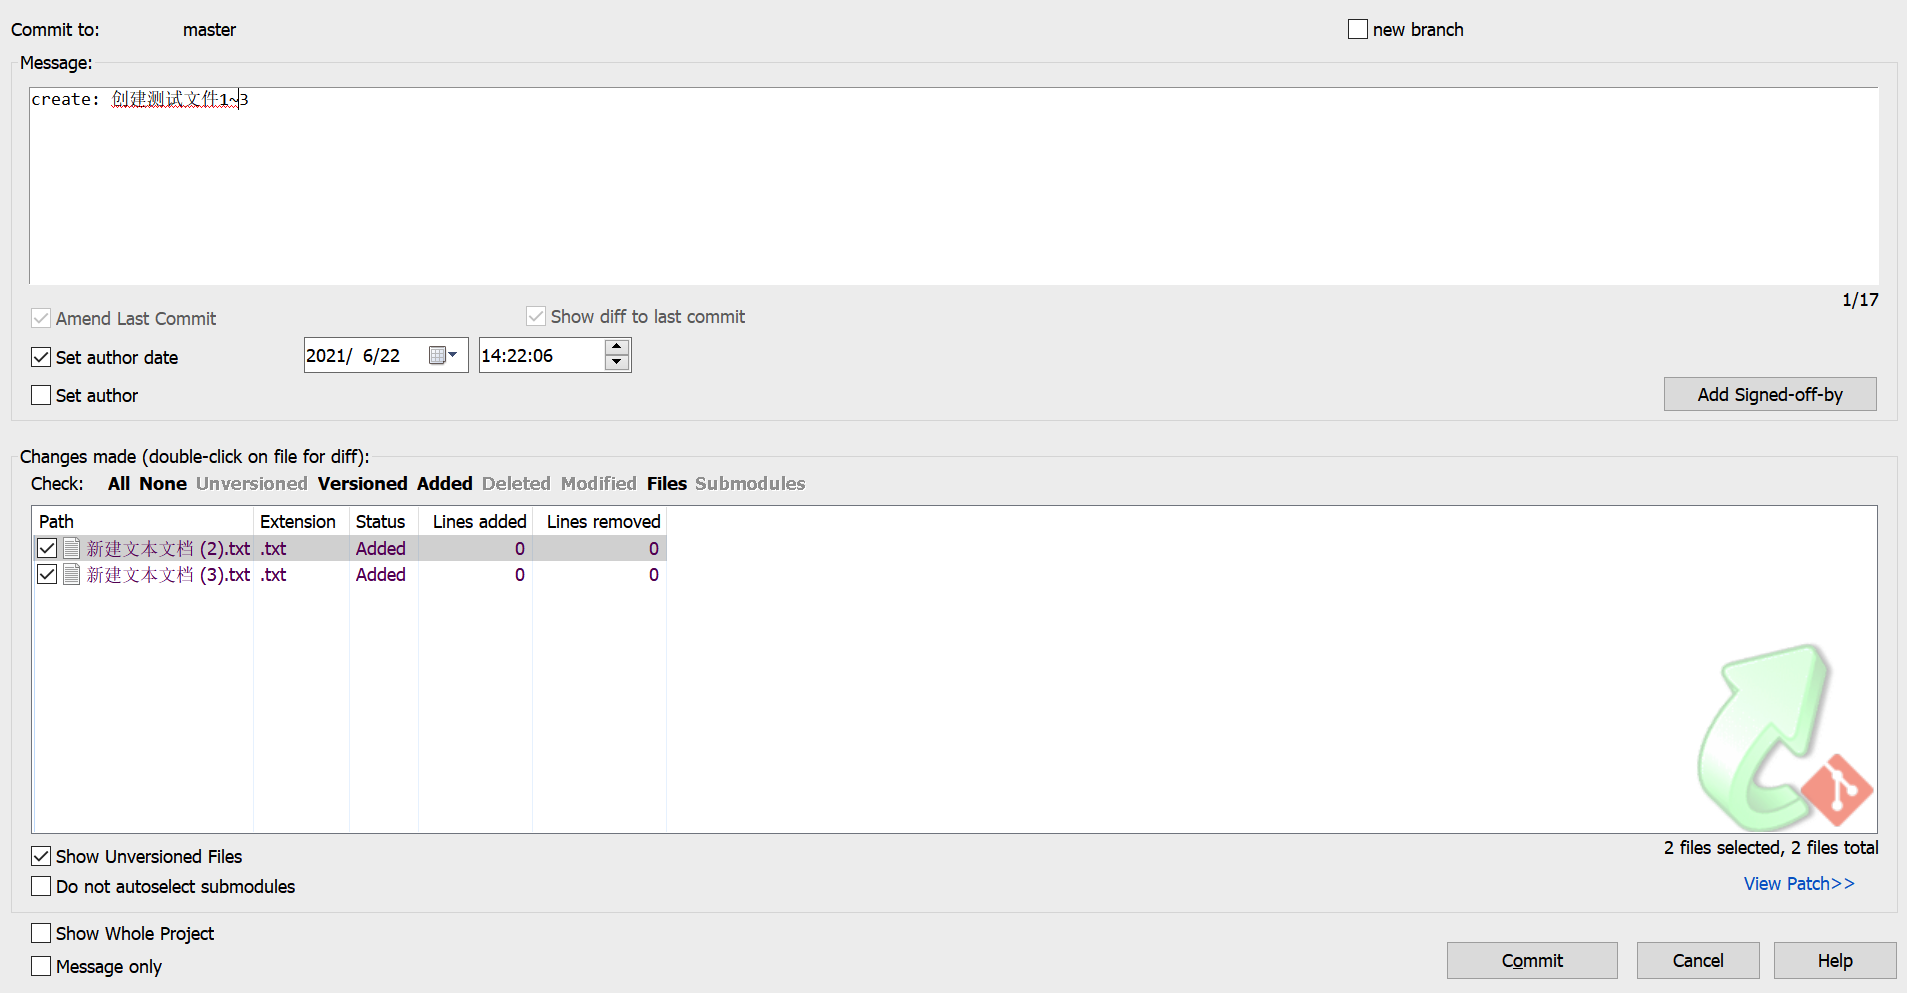 Commit to: master new branch
Message:
create: 创建测试文件1~3
1/17
Amend Last Commit Show diff to last commit
Set author date 2021/ 6/22 14:22:06
Set author Add Signed-off-by
Changes made (double-click on file for diff):
Check: All None Unversioned Versioned Added Deleted Modified Files Submodules
Path Extension Status Lines added Lines removed
新建文本文档 (2).txt .txt Added 0 0
新建文本文档 (3).txt .txt Added 0 0
Show Unversioned Files 2 files selected, 2 files total
Do not autoselect submodules View Patch>>
Show Whole Project
Message only Commit Cancel Help